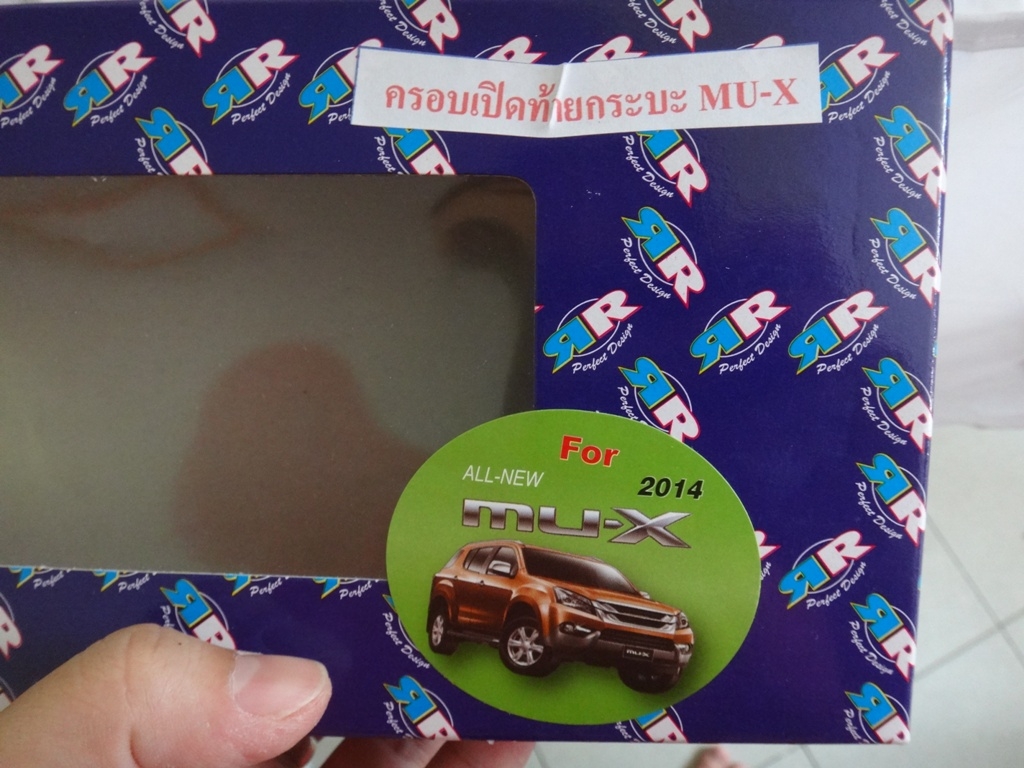 ครอบเปิดท้ายกระบะ MU-X
RR
Perfect Design
For
ALL-NEW
2014
mu-X
MU-X